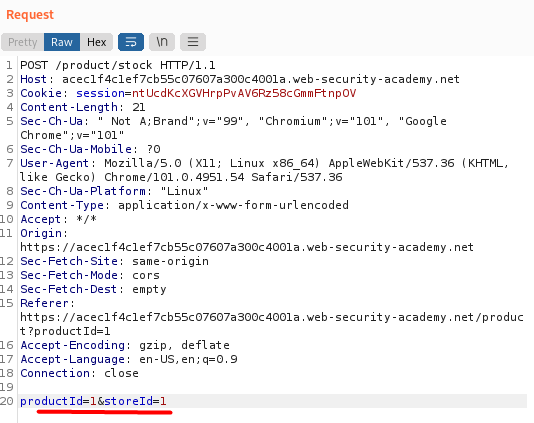 Request
Pretty Raw Hex \n
1 POST /product/stock HTTP/1.1
2 Host: acec1f4c1ef7cb55c07607a300c4001a.web-security-academy.net
3 Cookie: session=ntUcdKcXGVHrpPvAV6Rz58cGmmFtnpOV
4 Content-Length: 21
5 Sec-Ch-Ua: " Not A;Brand";v="99", "Chromium";v="101", "Google
Chrome";v="101"
6 Sec-Ch-Ua-Mobile: ?0
7 User-Agent: Mozilla/5.0 (X11; Linux x86_64) AppleWebKit/537.36 (KHTML,
like Gecko) Chrome/101.0.4951.54 Safari/537.36
8 Sec-Ch-Ua-Platform: "Linux"
9 Content-Type: application/x-www-form-urlencoded
10 Accept: */*
11 Origin:
https://acec1f4c1ef7cb55c07607a300c4001a.web-security-academy.net
12 Sec-Fetch-Site: same-origin
13 Sec-Fetch-Mode: cors
14 Sec-Fetch-Dest: empty
15 Referer:
https://acec1f4c1ef7cb55c07607a300c4001a.web-security-academy.net/produc
t?productId=1
16 Accept-Encoding: gzip, deflate
17 Accept-Language: en-US,en;q=0.9
18 Connection: close
19
20 productId=1&storeId=1